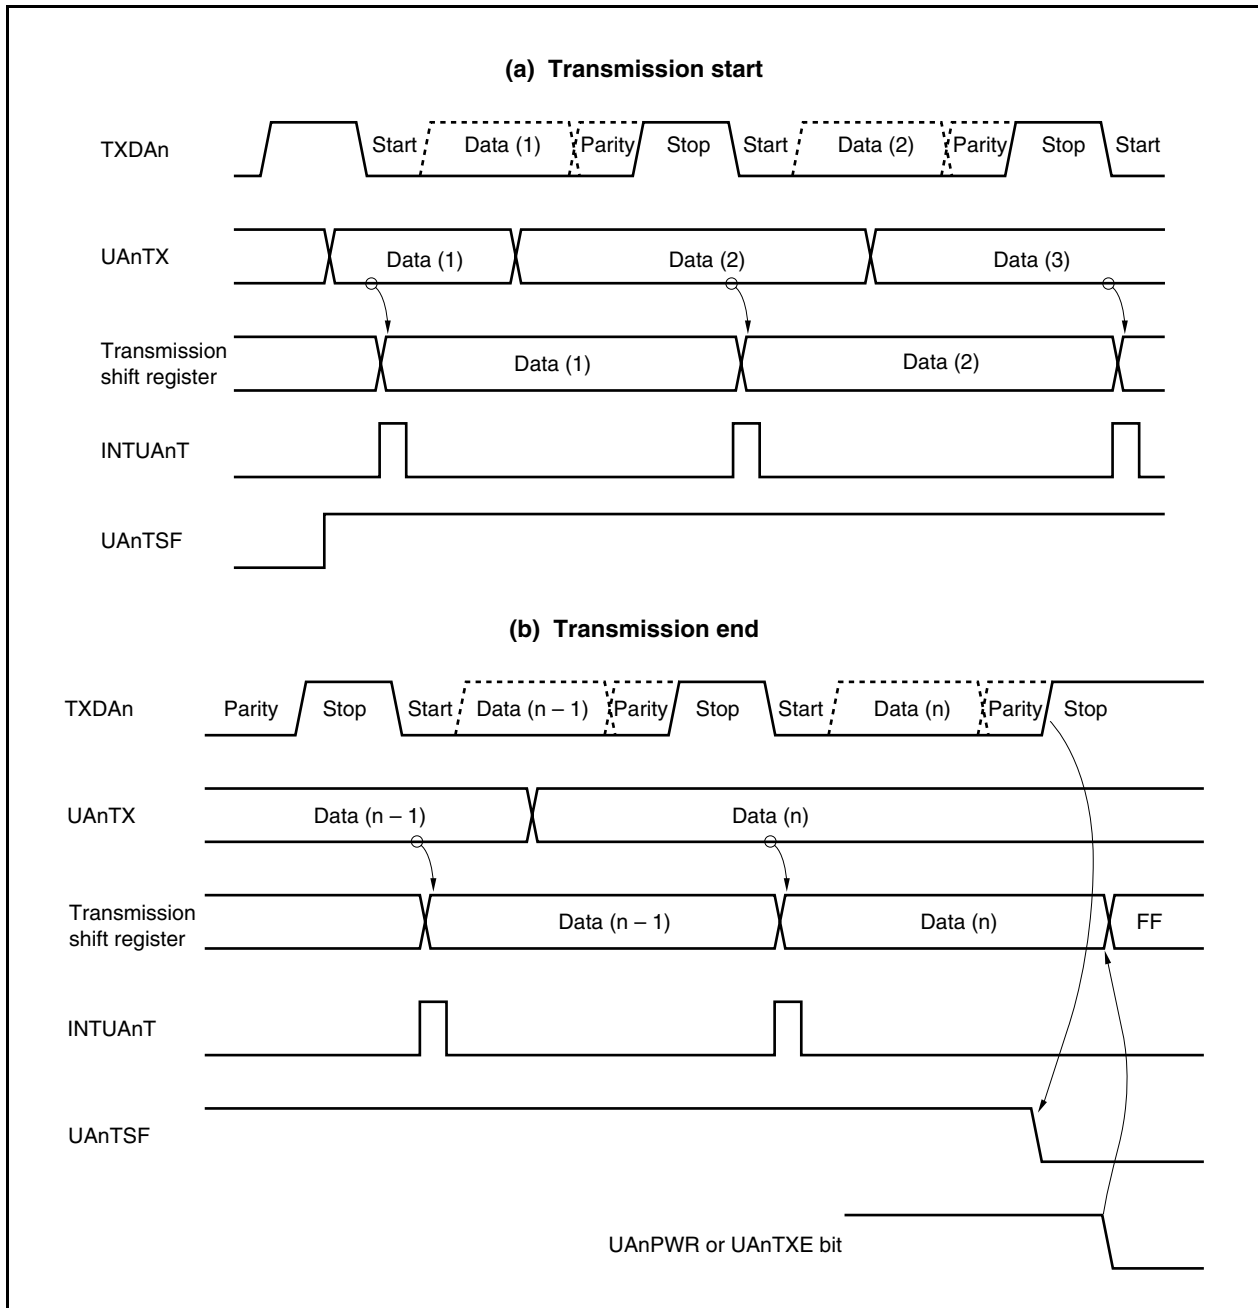 (a) Transmission start
TXDAn
Start Data (1) Parity Stop Start Data (2) Parity Stop Start
UAnTX
Data (1) Data (2) Data (3)
Transmission
shift register
Data (1) Data (2)
INTUAnT
UAnTSF
(b) Transmission end
TXDAn
Parity Stop Start Data (n – 1) Parity Stop Start Data (n) Parity Stop
UAnTX
Data (n – 1) Data (n)
Transmission
shift register
Data (n – 1) Data (n) FF
INTUAnT
UAnTSF
UAnPWR or UAnTXE bit